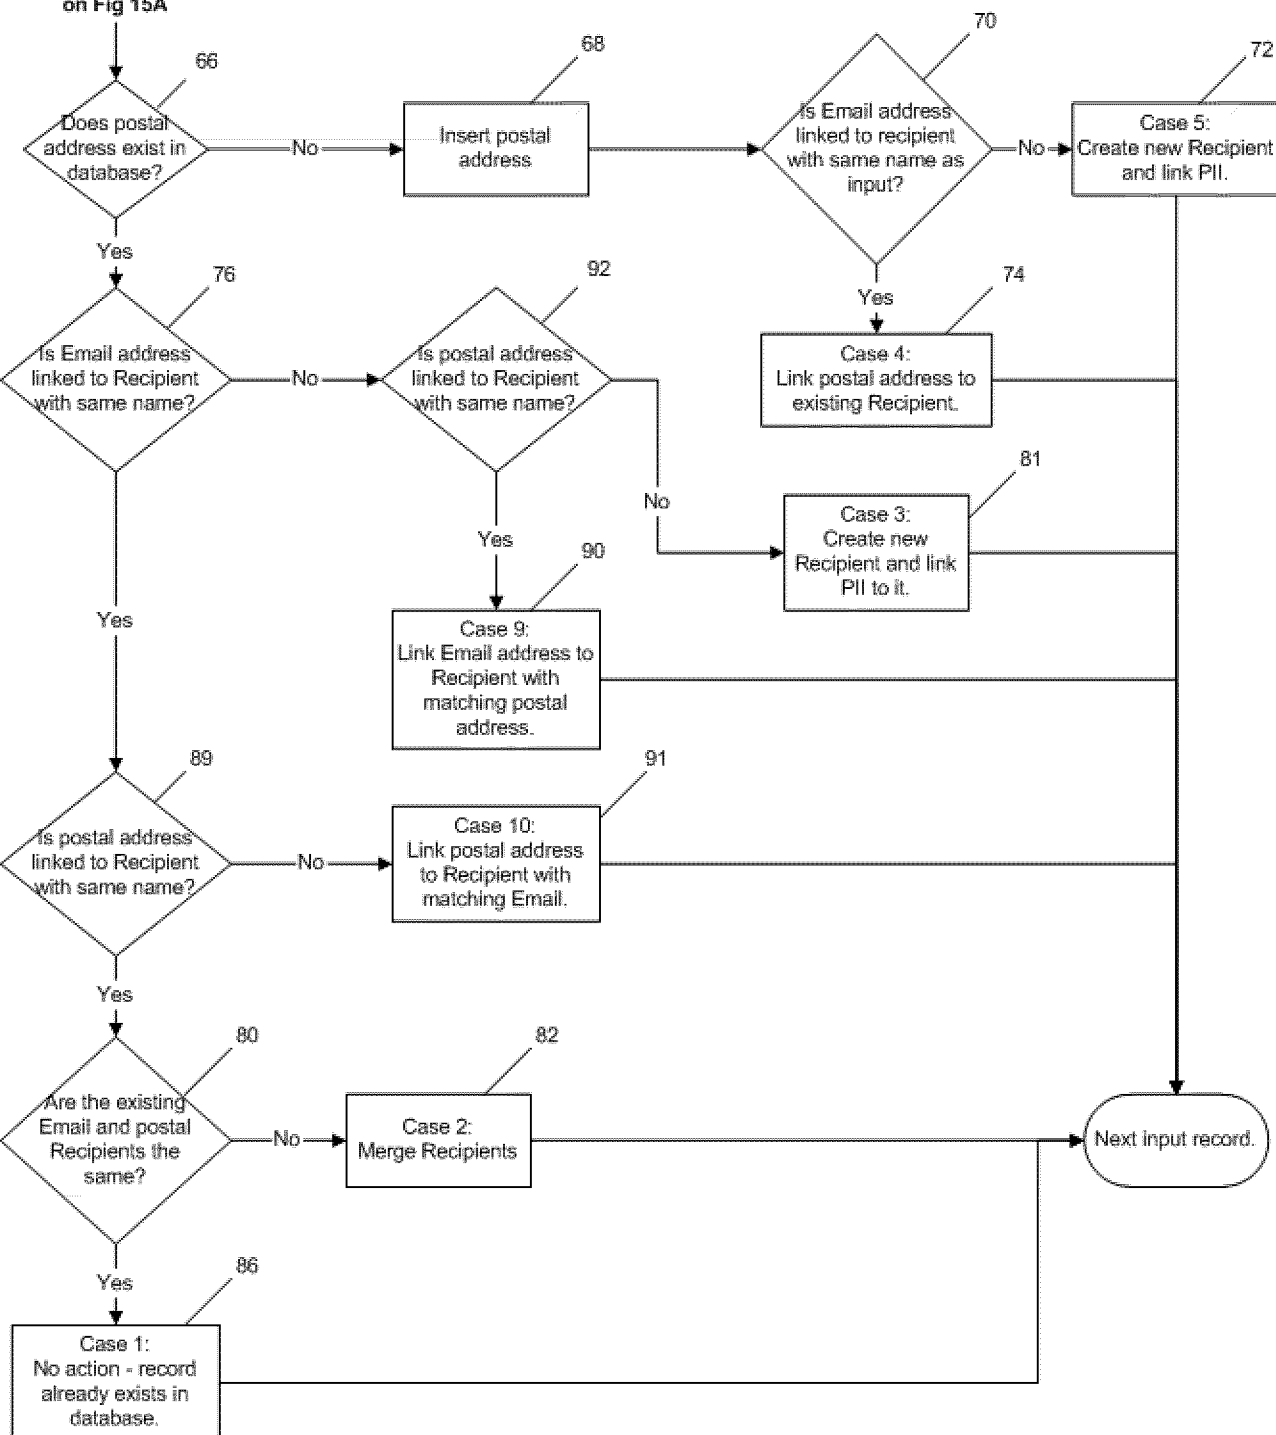 on Fig 15A
66
Does postal
address exist in
database?
No
68
Insert postal
address
70
Is Email address
linked to recipient
with same name as
input?
No
72
Case 5:
Create new Recipient
and link PII.
Yes
Yes
76
Is Email address
linked to Recipient
with same name?
No
92
Is postal address
linked to Recipient
with same name?
74
Case 4:
Link postal address to
existing Recipient.
No
81
Case 3:
Create new
Recipient and link
PII to it.
Yes
90
Case 9:
Link Email address to
Recipient with
matching postal
address.
Yes
89
Is postal address
linked to Recipient
with same name?
No
91
Case 10:
Link postal address
to Recipient with
matching Email.
Yes
80
Are the existing
Email and postal
Recipients the
same?
No
82
Case 2:
Merge Recipients
Next input record.
Yes
86
Case 1:
No action - record
already exists in
database.